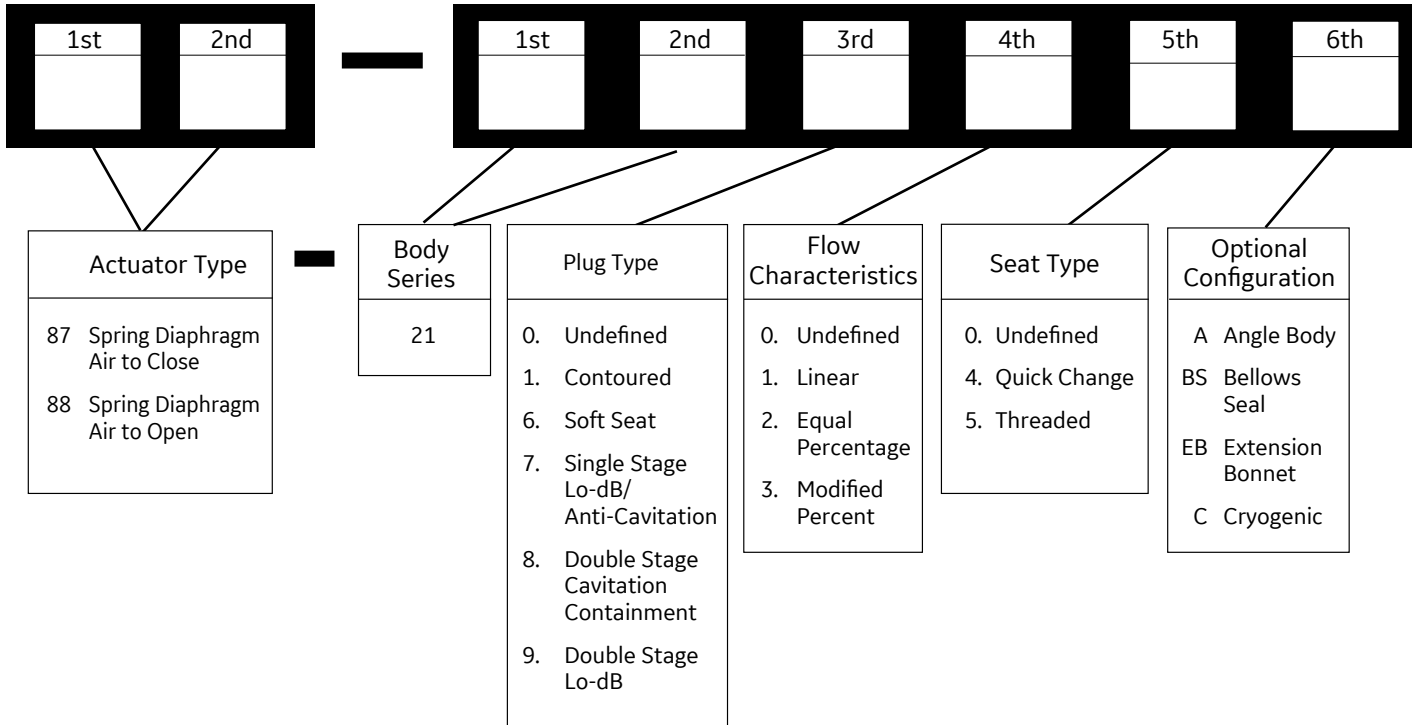 1st
2nd
1st
2nd
3rd
4th
5th
6th
Actuator Type
87 Spring Diaphragm
Air to Close
88 Spring Diaphragm
Air to Open
Body
Series
21
Plug Type
0. Undefined
1. Contoured
6. Soft Seat
7. Single Stage
Lo-dB/
Anti-Cavitation
8. Double Stage
Cavitation
Containment
9. Double Stage
Lo-dB
Flow
Characteristics
0. Undefined
1. Linear
2. Equal
Percentage
3. Modified
Percent
Seat Type
0. Undefined
4. Quick Change
5. Threaded
Optional
Configuration
A Angle Body
BS Bellows
Seal
EB Extension
Bonnet
C Cryogenic